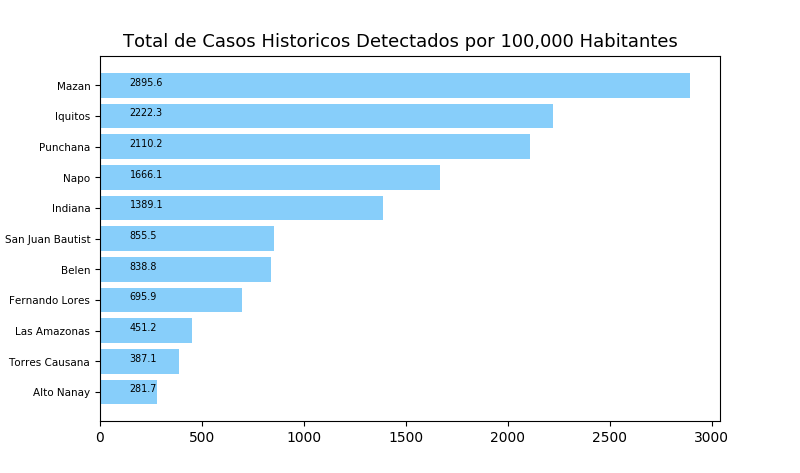 Total de Casos Historicos Detectados por 100,000 Habitantes
Mazan 2895.6
Iquitos 2222.3
Punchana 2110.2
Napo 1666.1
Indiana 1389.1
San Juan Bautist 855.5
Belen 838.8
Fernando Lores 695.9
Las Amazonas 451.2
Torres Causana 387.1
Alto Nanay 281.7
0 500 1000 1500 2000 2500 3000